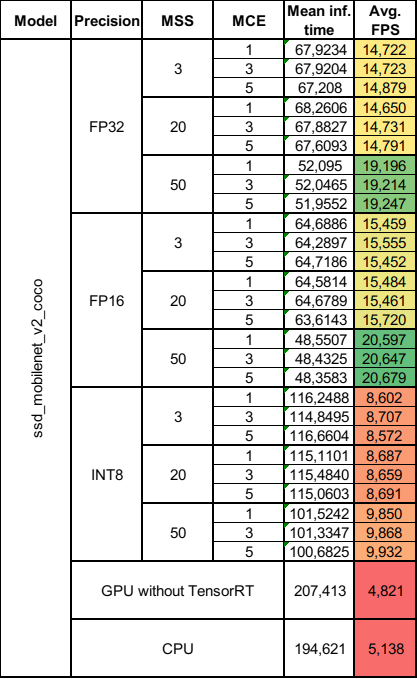 Model Precision MSS MCE Mean inf. time Avg. FPS
ssd_mobilenet_v2_coco
FP32 3 1 67,9234 14,722
3 67,9204 14,723
5 67,208 14,879
20 1 68,2606 14,650
3 67,8827 14,731
5 67,6093 14,791
50 1 52,095 19,196
3 52,0465 19,214
5 51,9552 19,247
FP16 3 1 64,6886 15,459
3 64,2897 15,555
5 64,7186 15,452
20 1 64,5814 15,484
3 64,6789 15,461
5 63,6143 15,720
50 1 48,5507 20,597
3 48,4325 20,647
5 48,3583 20,679
INT8 3 1 116,2488 8,602
3 114,8495 8,707
5 116,6604 8,572
20 1 115,1101 8,687
3 115,4840 8,659
5 115,0603 8,691
50 1 101,5242 9,850
3 101,3347 9,868
5 100,6825 9,932
GPU without TensorRT 207,413 4,821
CPU 194,621 5,138